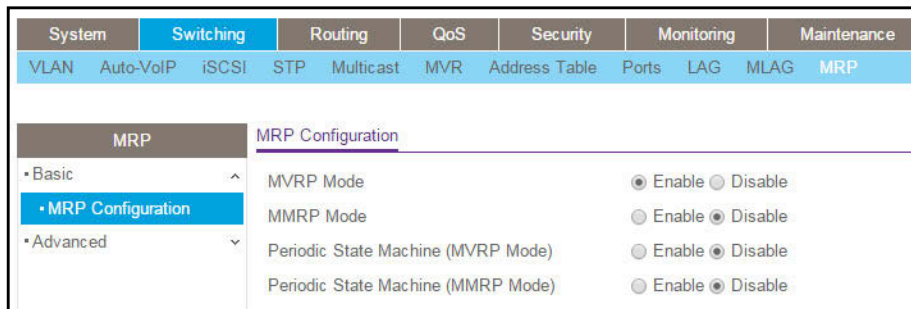 System Switching Routing QoS Security Monitoring Maintenance
VLAN Auto-VoIP iSCSI STP Multicast MVR Address Table Ports LAG MLAG MRP
MRP
Basic
MRP Configuration
Advanced
MRP Configuration
MVRP Mode Enable Disable
MMRP Mode Enable Disable
Periodic State Machine (MVRP Mode) Enable Disable
Periodic State Machine (MMRP Mode) Enable Disable